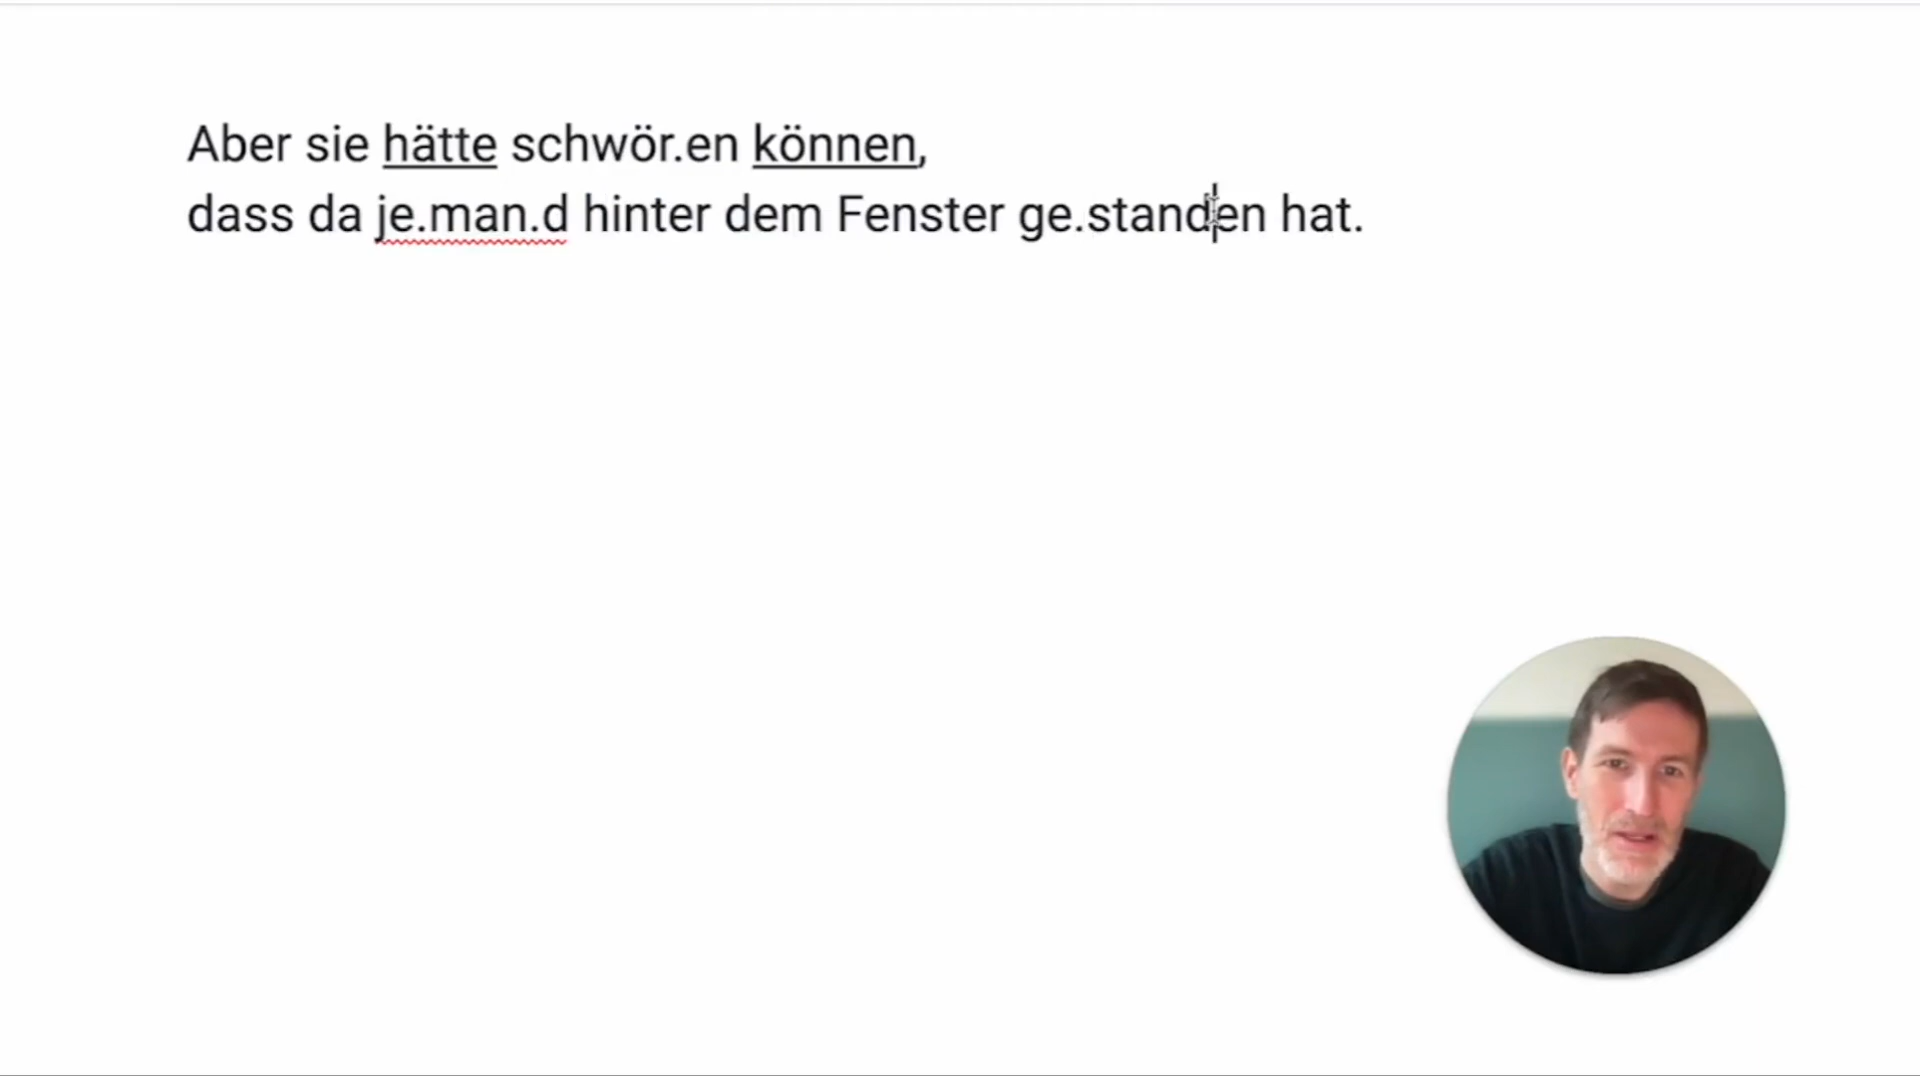 Aber sie hätte schwör.en können,
dass da je.man.d hinter dem Fenster ge.standen hat.